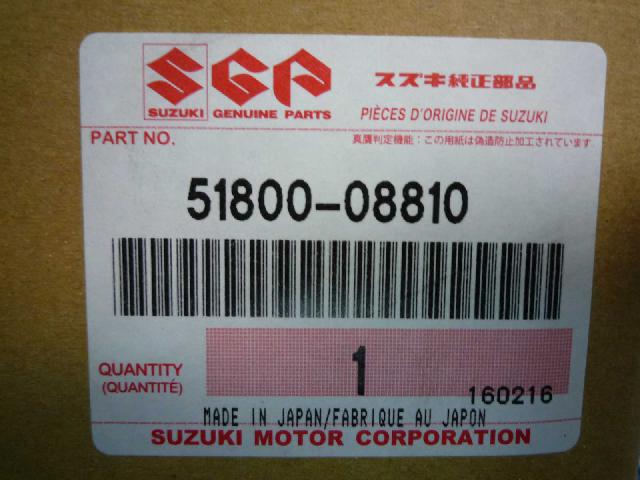 SGP スズキ純正部品
SUZUKI GENUINE PARTS PIÈCES D'ORIGINE DE SUZUKI
PART NO. 真贋判定機能：この用紙は偽造防止加工されています
51800-08810
QUANTITY 1
(QUANTITÉ) 160216
MADE IN JAPAN/FABRIQUE AU JAPON
SUZUKI MOTOR CORPORATION